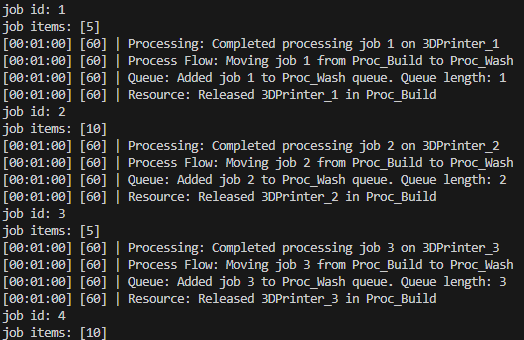 job id: 1
job items: [5]
[00:01:00] [60] | Processing: Completed processing job 1 on 3DPrinter_1
[00:01:00] [60] | Process Flow: Moving job 1 from Proc_Build to Proc_Wash
[00:01:00] [60] | Queue: Added job 1 to Proc_Wash queue. Queue length: 1
[00:01:00] [60] | Resource: Released 3DPrinter_1 in Proc_Build
job id: 2
job items: [10]
[00:01:00] [60] | Processing: Completed processing job 2 on 3DPrinter_2
[00:01:00] [60] | Process Flow: Moving job 2 from Proc_Build to Proc_Wash
[00:01:00] [60] | Queue: Added job 2 to Proc_Wash queue. Queue length: 2
[00:01:00] [60] | Resource: Released 3DPrinter_2 in Proc_Build
job id: 3
job items: [5]
[00:01:00] [60] | Processing: Completed processing job 3 on 3DPrinter_3
[00:01:00] [60] | Process Flow: Moving job 3 from Proc_Build to Proc_Wash
[00:01:00] [60] | Queue: Added job 3 to Proc_Wash queue. Queue length: 3
[00:01:00] [60] | Resource: Released 3DPrinter_3 in Proc_Build
job id: 4
job items: [10]